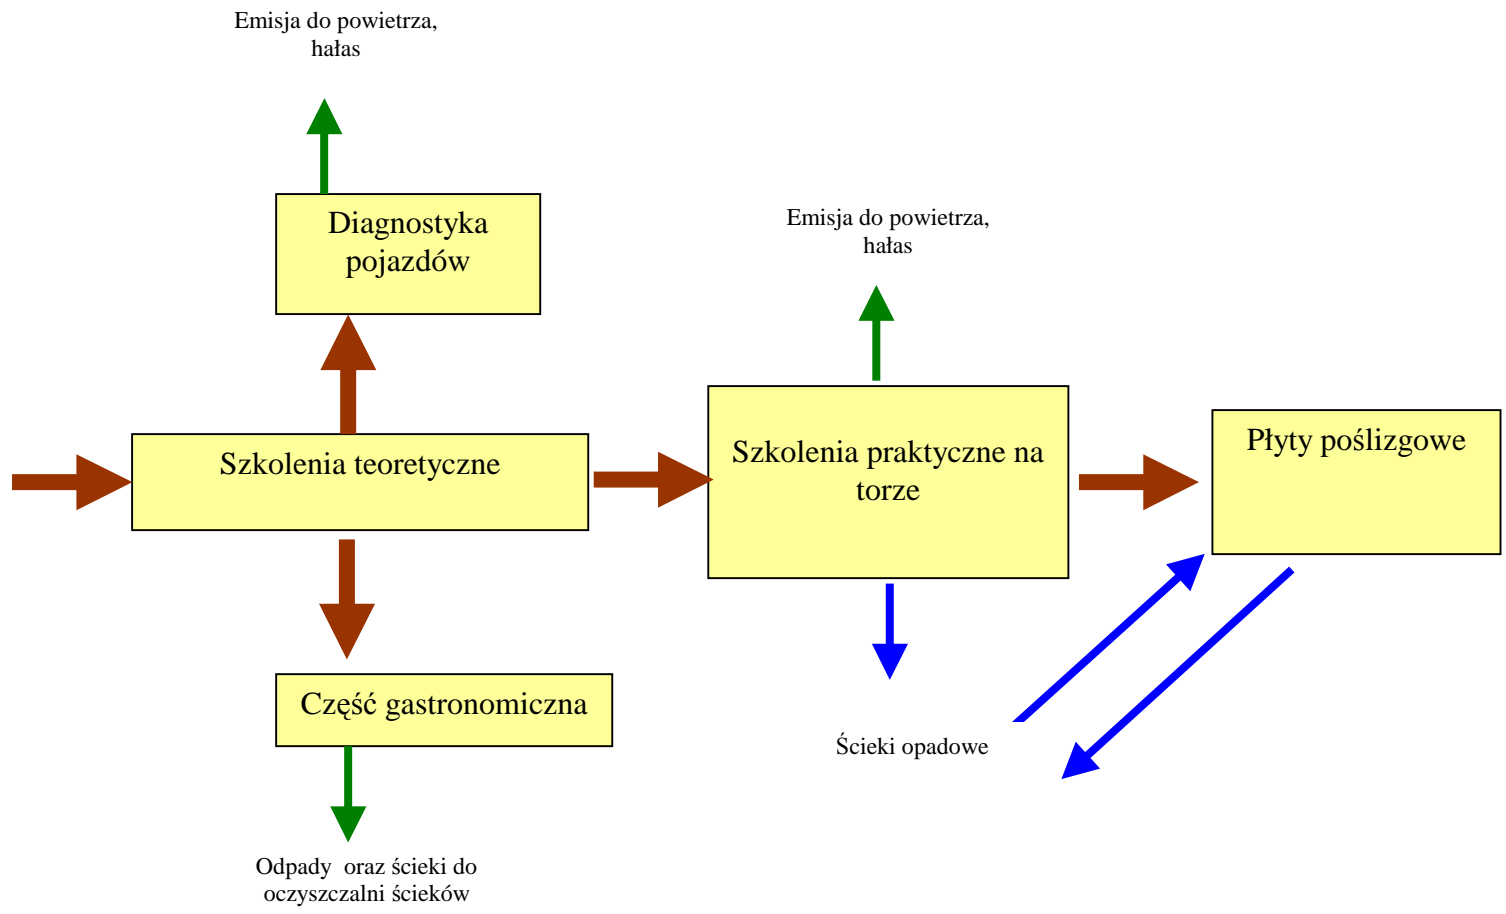 Emisja do powietrza,
hałas
Diagnostyka
pojazdów
Emisja do powietrza,
hałas
Szkolenia teoretyczne
Szkolenia praktyczne na
torze
Płyty poślizgowe
Część gastronomiczna
Ścieki opadowe
Odpady  oraz ścieki do
oczyszczalni ścieków